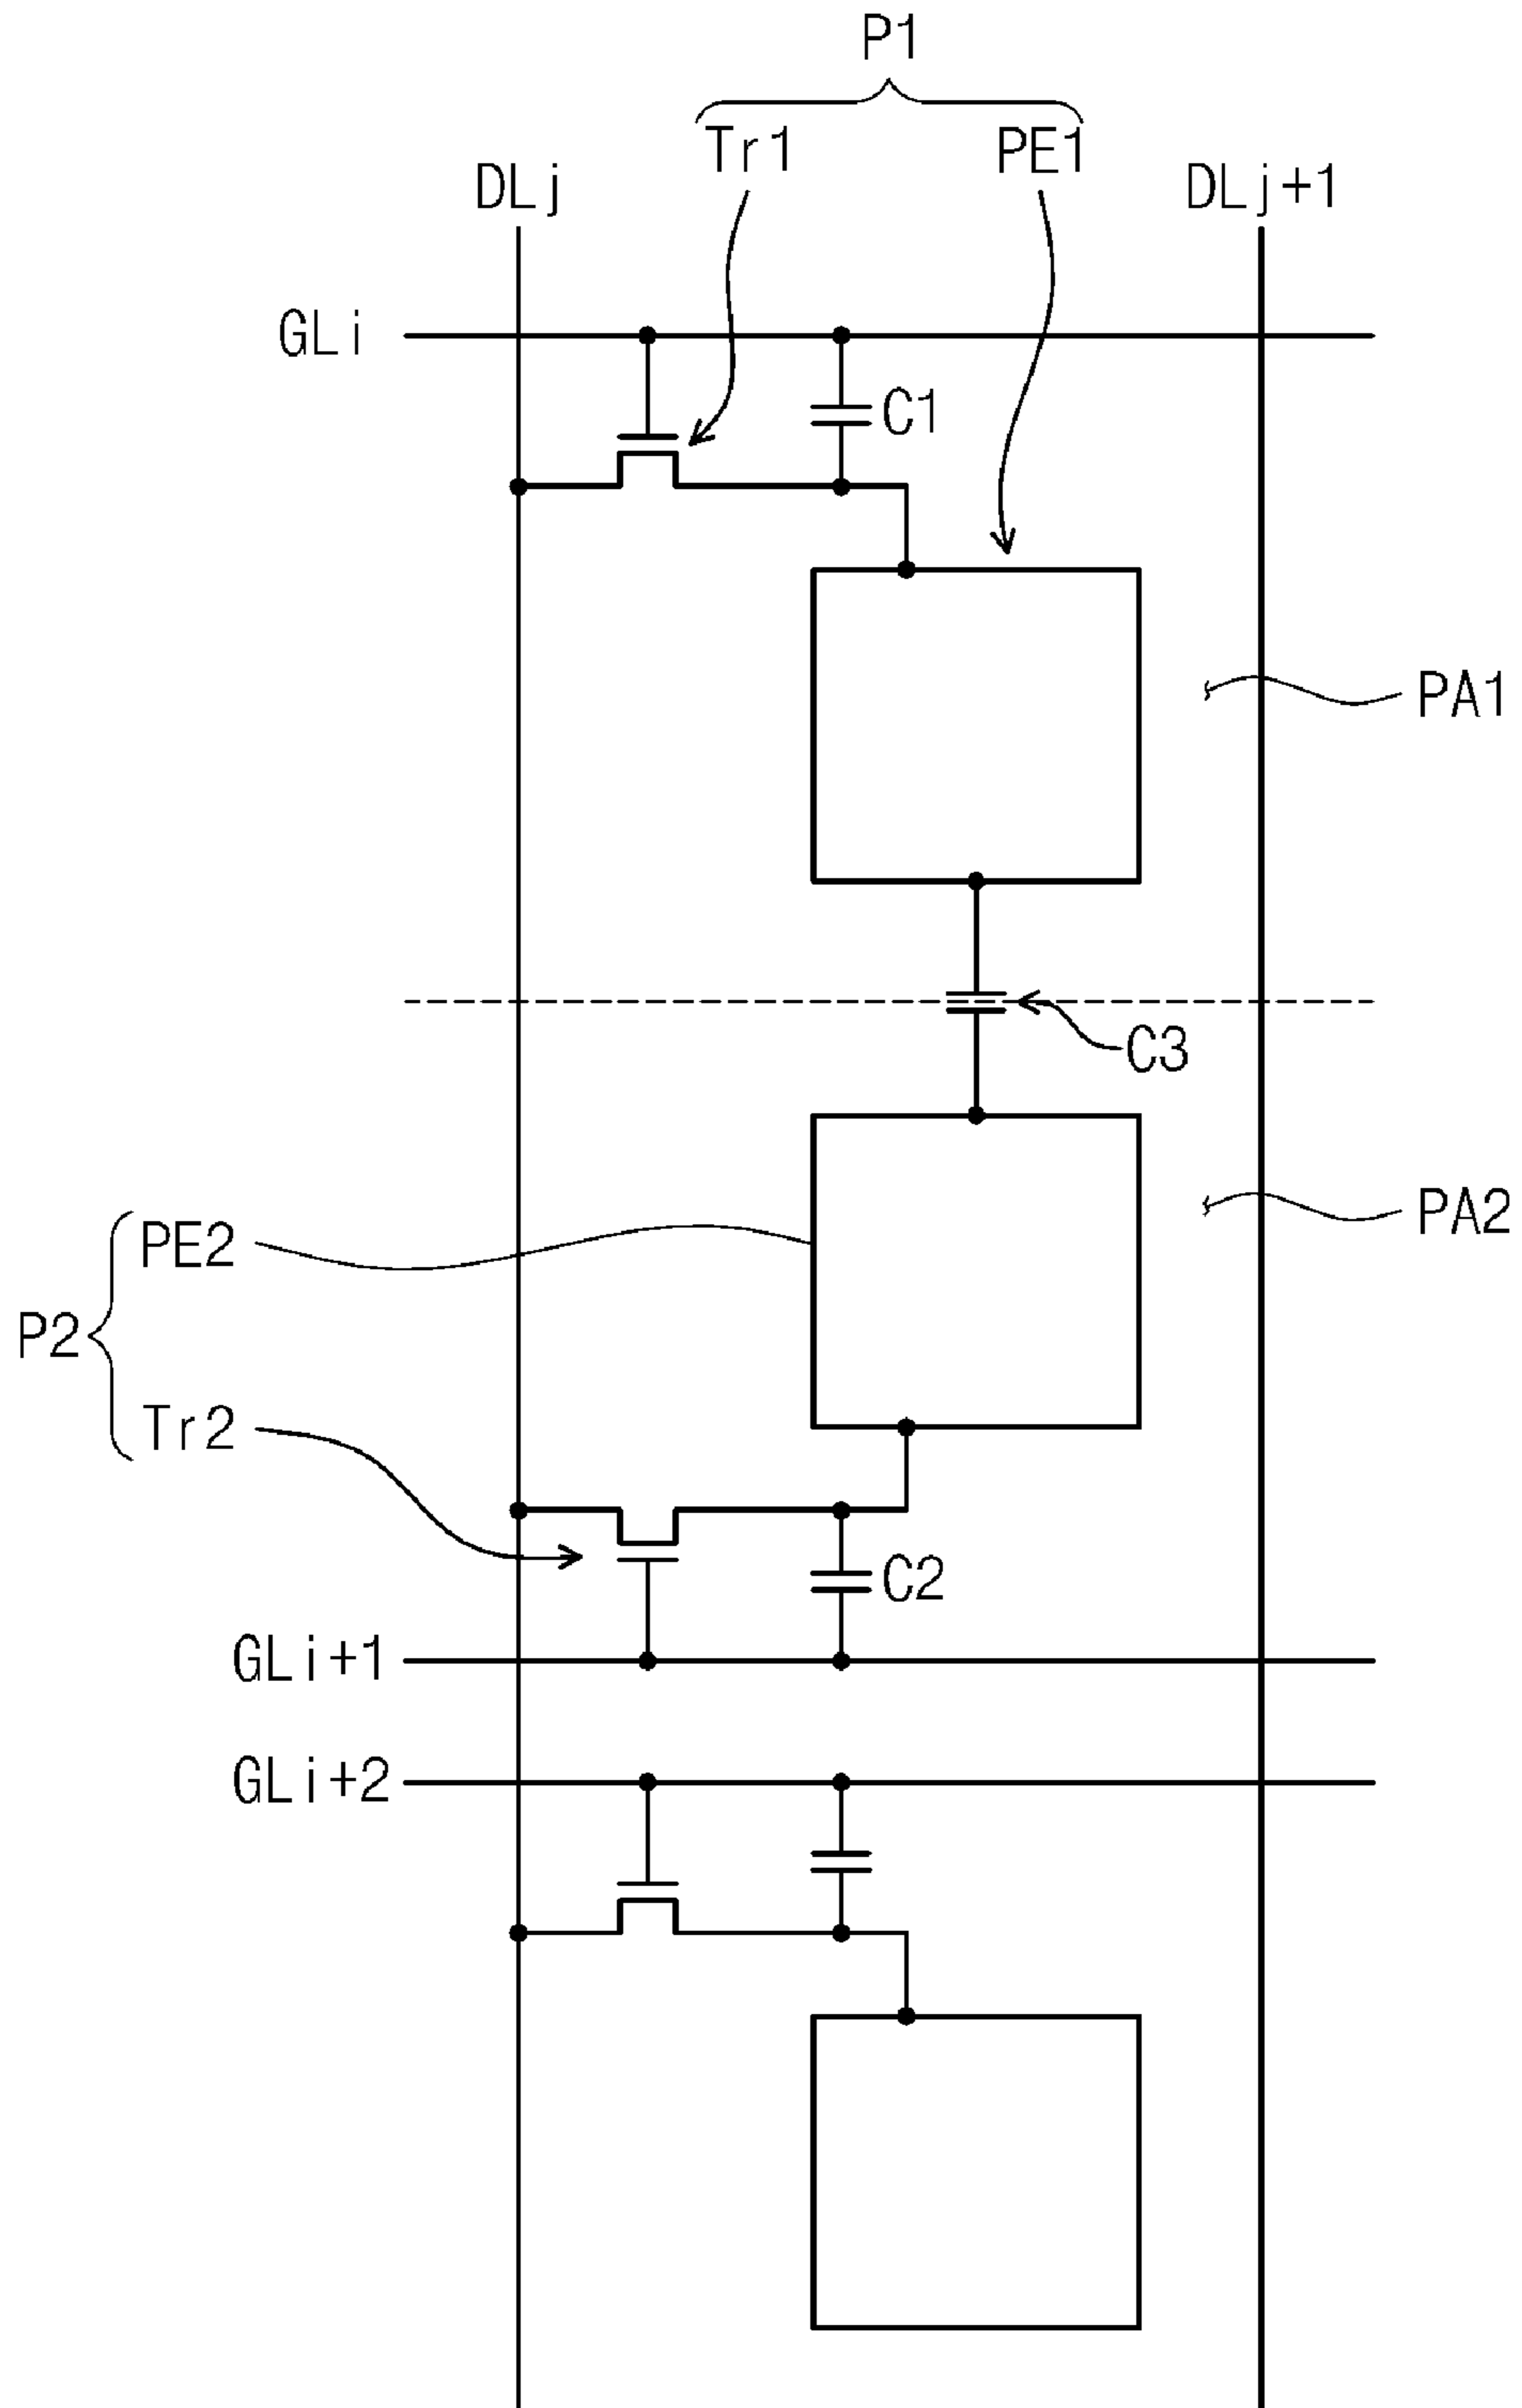 P1
Tr1 PE1
DLj DLj+1
GLi
C1
PA1
C3
PE2
PA2
P2
Tr2
C2
GLi+1
GLi+2